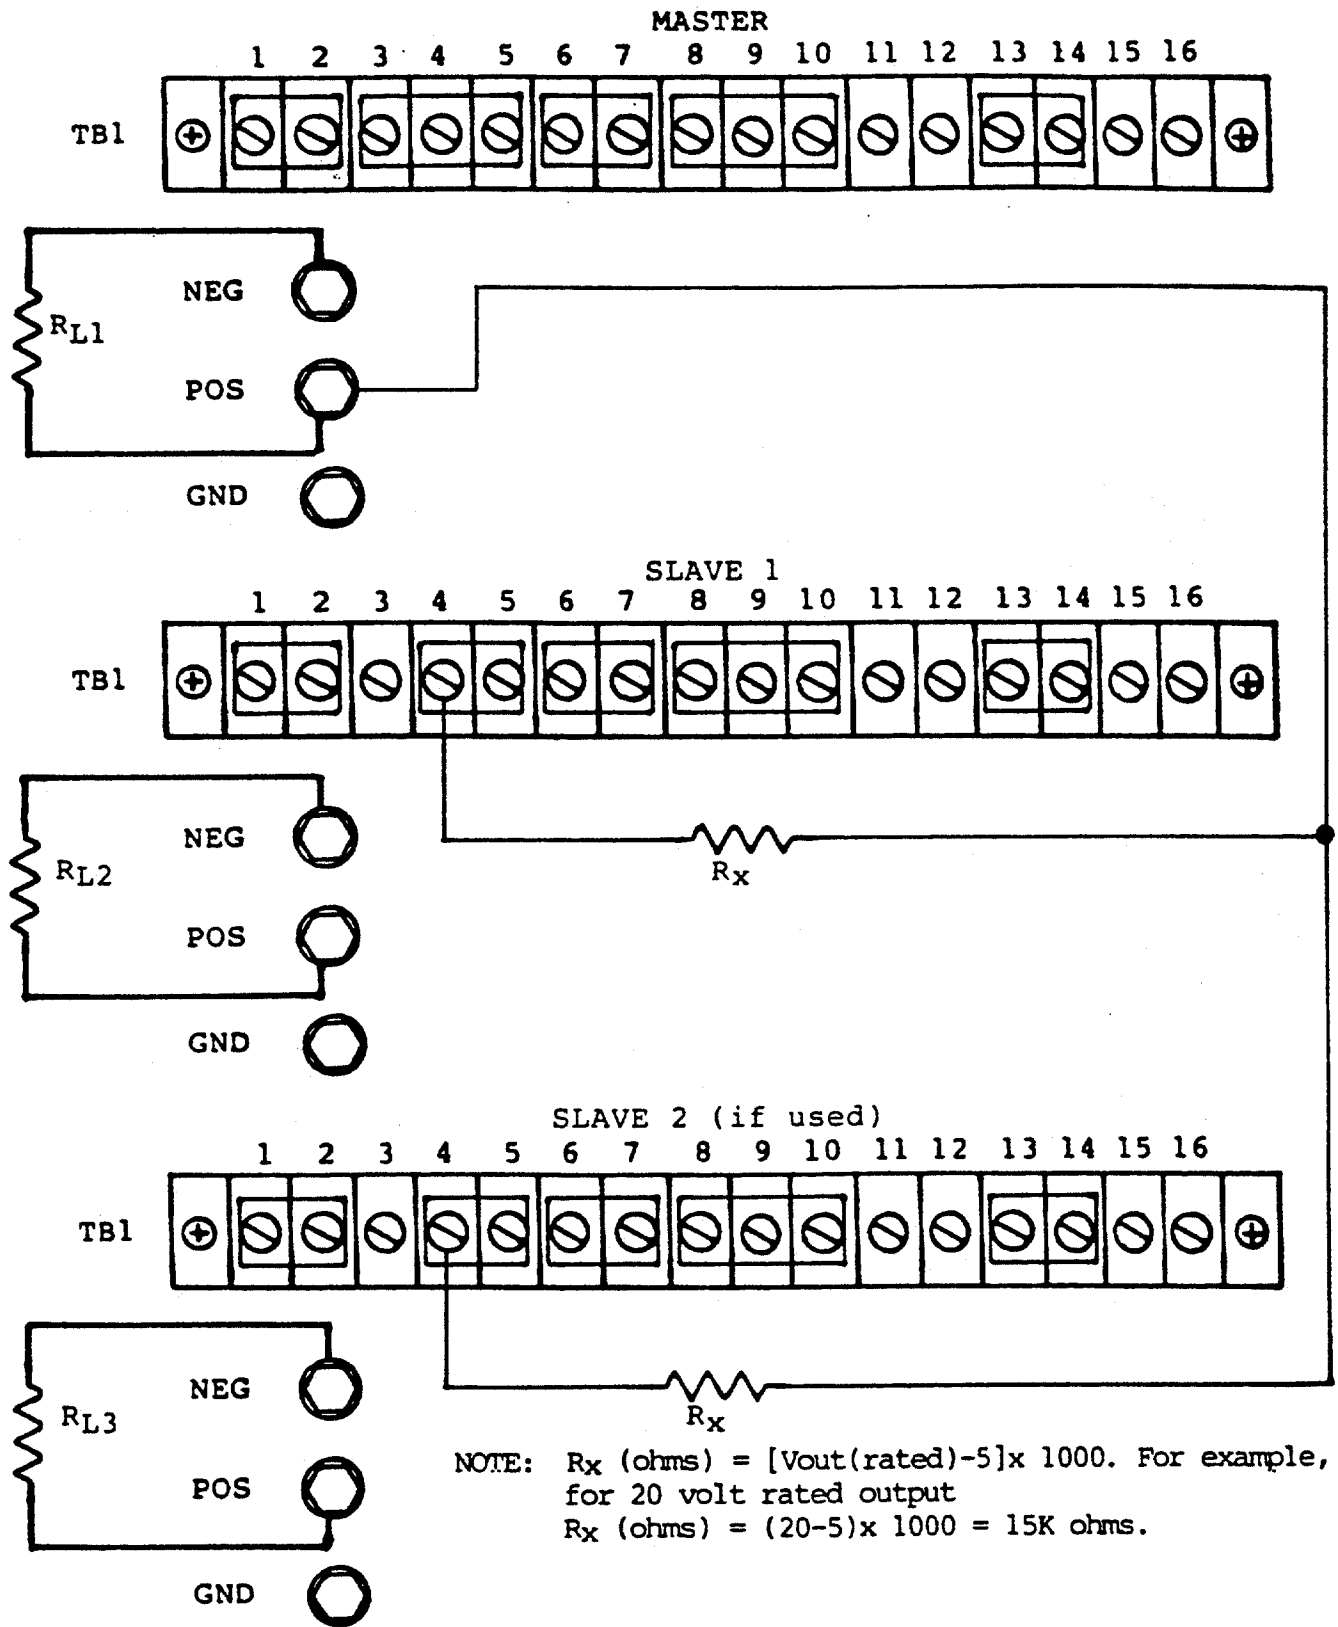 MASTER
1 2 3 4 5 6 7 8 9 10 11 12 13 14 15 16
TB1
NEG
RL1
POS
GND
SLAVE 1
1 2 3 4 5 6 7 8 9 10 11 12 13 14 15 16
TB1
NEG
RL2
Rx
POS
GND
SLAVE 2 (if used)
1 2 3 4 5 6 7 8 9 10 11 12 13 14 15 16
TB1
NEG
RL3
Rx
NOTE: Rx (ohms) = [Vout(rated)-5]x 1000. For example,
POS
for 20 volt rated output
Rx (ohms) = (20-5)x 1000 = 15K ohms.
GND